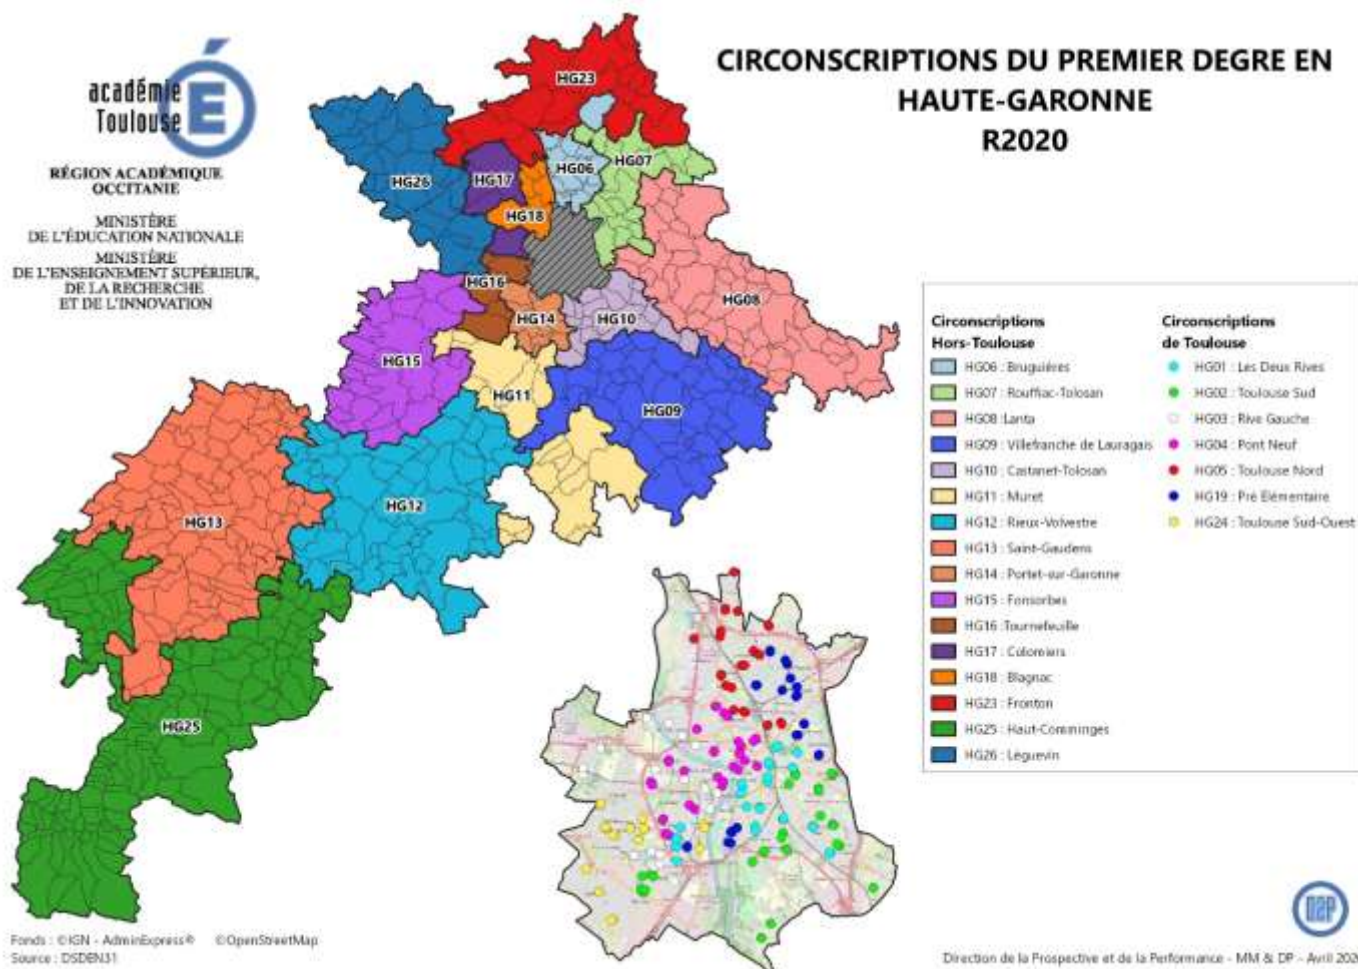 académie
Toulouse
RÉGION ACADÉMIQUE
OCCITANIE
MINISTÈRE
DE L'ÉDUCATION NATIONALE
MINISTÈRE
DE L'ENSEIGNEMENT SUPÉRIEUR,
DE LA RECHERCHE
ET DE L'INNOVATION
CIRCONSCRIPTIONS DU PREMIER DEGRE EN
HAUTE-GARONNE
R2020
HG23
HG07
HG06
HG26
HG17
HG18
HG16
HG08
HG14
HG10
HG15
HG11
HG09
HG12
HG13
HG25
Circonscriptions
Hors-Toulouse
HG06 : Bruguières
HG07 : Rouffiac-Tolosan
HG08 :Lanta
HG09 : Villefranche de Lauragais
HG10 : Castanet-Tolosan
HG11 : Muret
HG12 : Rieux-Volvestre
HG13 : Saint-Gaudens
HG14 : Portet-sur-Garonne
HG15 : Fonsorbes
HG16 :Tournefeuille
HG17 : Colomiers
HG18 : Blagnac
HG23 : Fronton
HG25 : Haut-Comminges
HG26 : Léguevin
Circonscriptions
de Toulouse
HG01 : Les Deux Rives
HG02 : Toulouse Sud
HG03 : Rive Gauche
HG04 : Pont Neuf
HG05 : Toulouse Nord
HG19 : Pré Elémentaire
HG24 : Toulouse Sud-Ouest
Fonds : ©IGN - AdminExpress® ©OpenStreetMap
Source : DSDEN31
D2P
Direction de la Prospective et de la Performance - MM & DP - Avril 2020